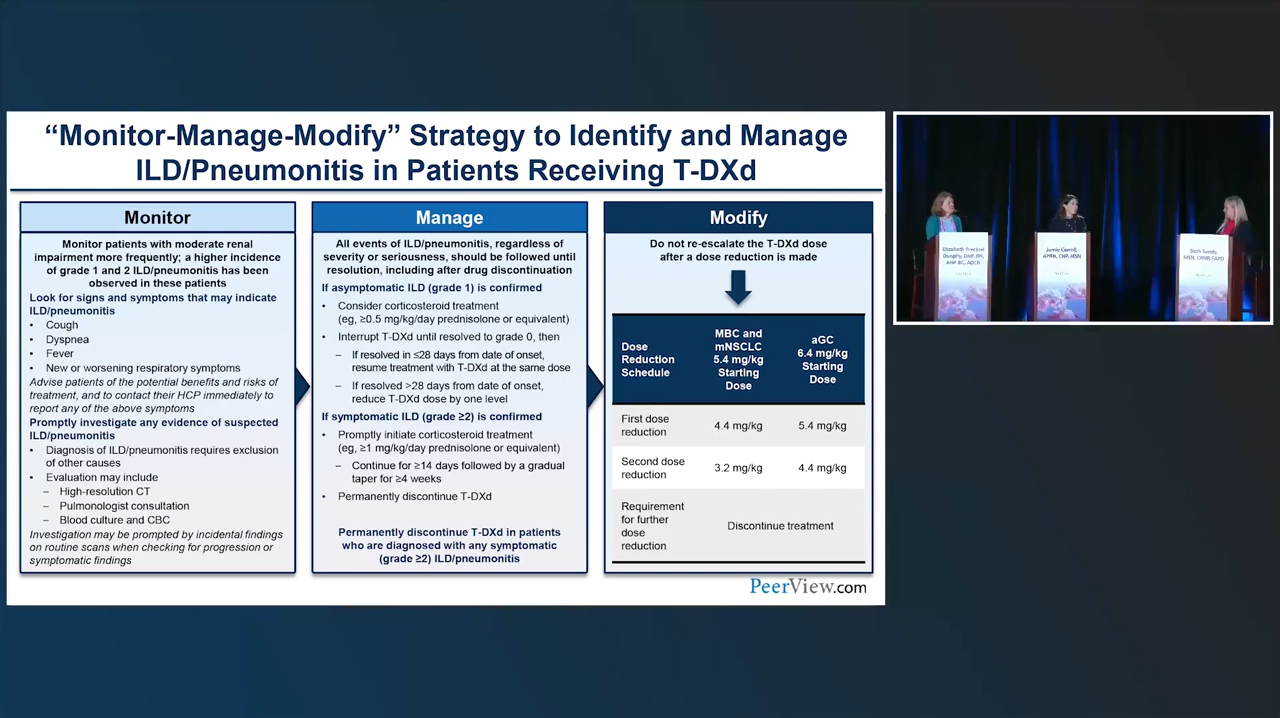 “Monitor-Manage-Modify” Strategy to Identify and Manage
ILD/Pneumonitis in Patients Receiving T-DXd
Monitor
Monitor patients with moderate renal
impairment more frequently; a higher incidence
of grade 1 and 2 ILD/pneumonitis has been
observed in these patients
Look for signs and symptoms that may indicate
ILD/pneumonitis
• Cough
• Dyspnea
• Fever
• New or worsening respiratory symptoms
Advise patients of the potential benefits and risks of
treatment, and to contact their HCP immediately to
report any of the above symptoms
Promptly investigate any evidence of suspected
ILD/pneumonitis
• Diagnosis of ILD/pneumonitis requires exclusion
of other causes
• Evaluation may include
– High-resolution CT
– Pulmonologist consultation
– Blood culture and CBC
Investigation may be prompted by incidental findings
on routine scans when checking for progression or
symptomatic findings
Manage
All events of ILD/pneumonitis, regardless of
severity or seriousness, should be followed until
resolution, including after drug discontinuation
If asymptomatic ILD (grade 1) is confirmed
• Consider corticosteroid treatment
(eg, ≥0.5 mg/kg/day prednisolone or equivalent)
• Interrupt T-DXd until resolved to grade 0, then
– If resolved in ≤28 days from date of onset,
resume treatment with T-DXd at the same dose
– If resolved >28 days from date of onset,
reduce T-DXd dose by one level
If symptomatic ILD (grade ≥2) is confirmed
• Promptly initiate corticosteroid treatment
(eg, ≥1 mg/kg/day prednisolone or equivalent)
– Continue for ≥14 days followed by a gradual
taper for ≥4 weeks
• Permanently discontinue T-DXd
Permanently discontinue T-DXd in patients
who are diagnosed with any symptomatic
(grade ≥2) ILD/pneumonitis
Modify
Do not re-escalate the T-DXd dose
after a dose reduction is made
Dose
Reduction
Schedule
MBC and
mNSCLC
5.4 mg/kg
Starting
Dose
aGC
6.4 mg/kg
Starting
Dose
First dose
reduction
4.4 mg/kg
5.4 mg/kg
Second dose
reduction
3.2 mg/kg
4.4 mg/kg
Requirement
for further
dose
reduction
Discontinue treatment
PeerView.com
Elizabeth Prechtel
Dunphy, DNP, RN,
Jamie Carroll,
APRN, CNP, MSN
Beth Sandy,
MSN, CRNP, FAPO